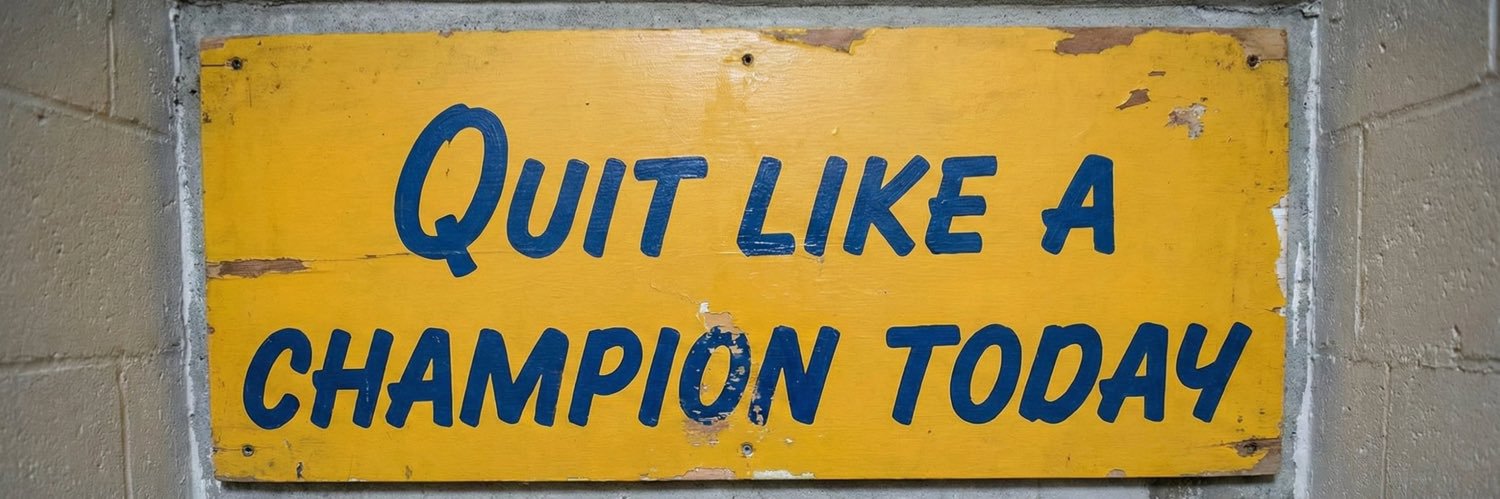 QUIT LIKE A
CHAMPION TODAY